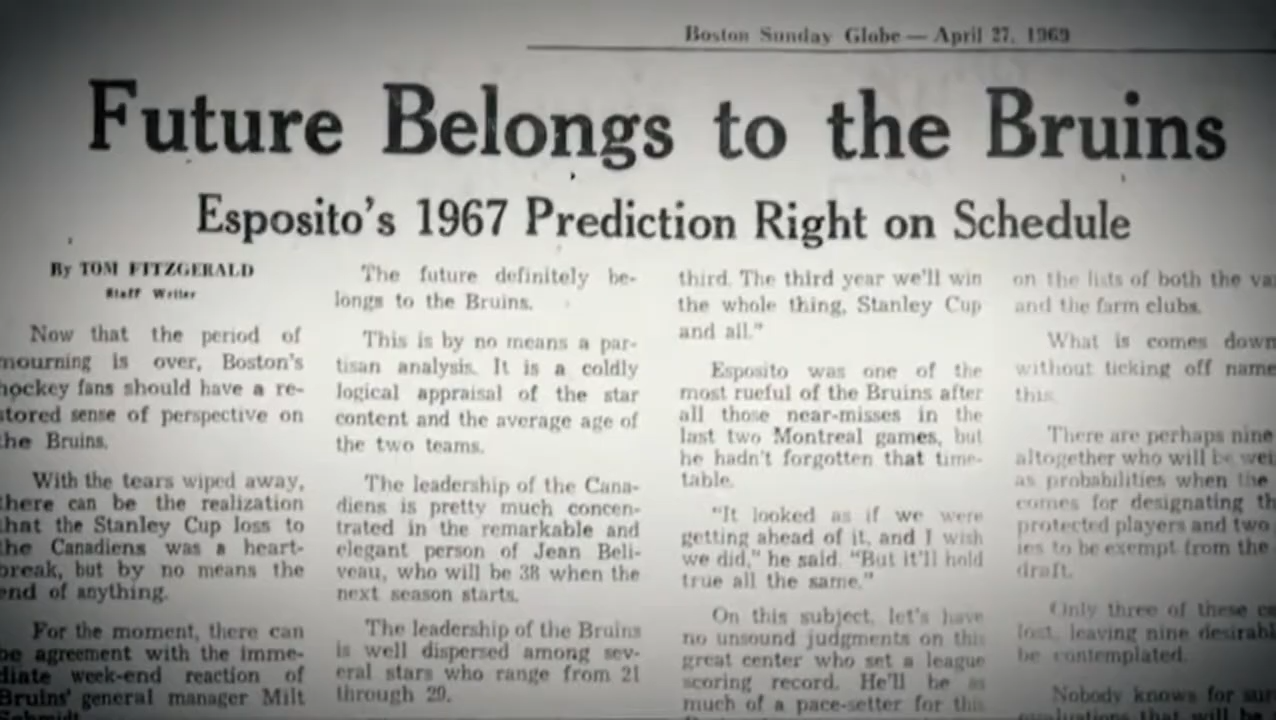 Boston Sunday Globe — April 27, 1969
Future Belongs to the Bruins
Esposito's 1967 Prediction Right on Schedule
By TOM FITZGERALD
Staff Writer
Now that the period of
mourning is over, Boston's
hockey fans should have a re-
stored sense of perspective on
the Bruins.
With the tears wiped away,
there can be the realization
that the Stanley Cup loss to
the Canadiens was a heart-
break, but by no means the
end of anything.
For the moment, there can
be agreement with the imme-
diate week-end reaction of
Bruins' general manager Milt
Schmidt
The future definitely be-
longs to the Bruins.
This is by no means a par-
tisan analysis. It is a coldly
logical appraisal of the star
content and the average age of
the two teams.
The leadership of the Cana-
diens is pretty much concen-
trated in the remarkable and
elegant person of Jean Beli-
veau, who will be 38 when the
next season starts.
The leadership of the Bruins
is well dispersed among sev-
eral stars who range from 21
through 29.
third. The third year we'll win
the whole thing, Stanley Cup
and all."
Esposito was one of the
most rueful of the Bruins after
all those near-misses in the
last two Montreal games, but
he hadn't forgotten that time-
table.
"It looked as if we were
getting ahead of it, and I wish
we did," he said. "But it'll hold
true all the same."
On this subject, let's have
no unsound judgments on this
great center who set a league
scoring record. He'll be as
much of a pace-setter for this
on the lists of both the va
and the farm clubs.
What is comes down
without ticking off name
this.
There are perhaps nine
altogether who will be wei
as probabilities when the
comes for designating th
protected players and two
ies to be exempt from the
draft.
Only three of these ca
lost, leaving nine desirabl
be contemplated.
Nobody knows for sur
evaluations that will be